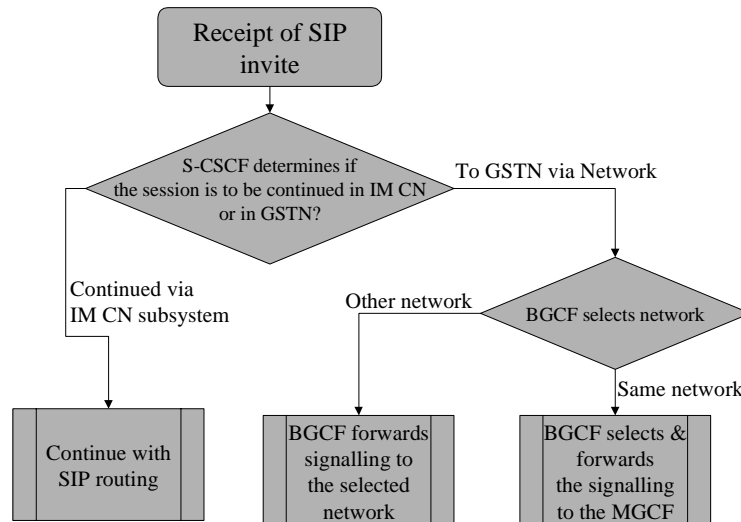 Receipt of SIP
invite
S-CSCF determines if
the session is to be continued in IM CN
or in GSTN?
To GSTN via Network
Continued via
IM CN subsystem
Other network
BGCF selects network
Same network
Continue with
SIP routing
BGCF forwards
signalling to
the selected
network
BGCF selects &
forwards
the signalling
to the MGCF